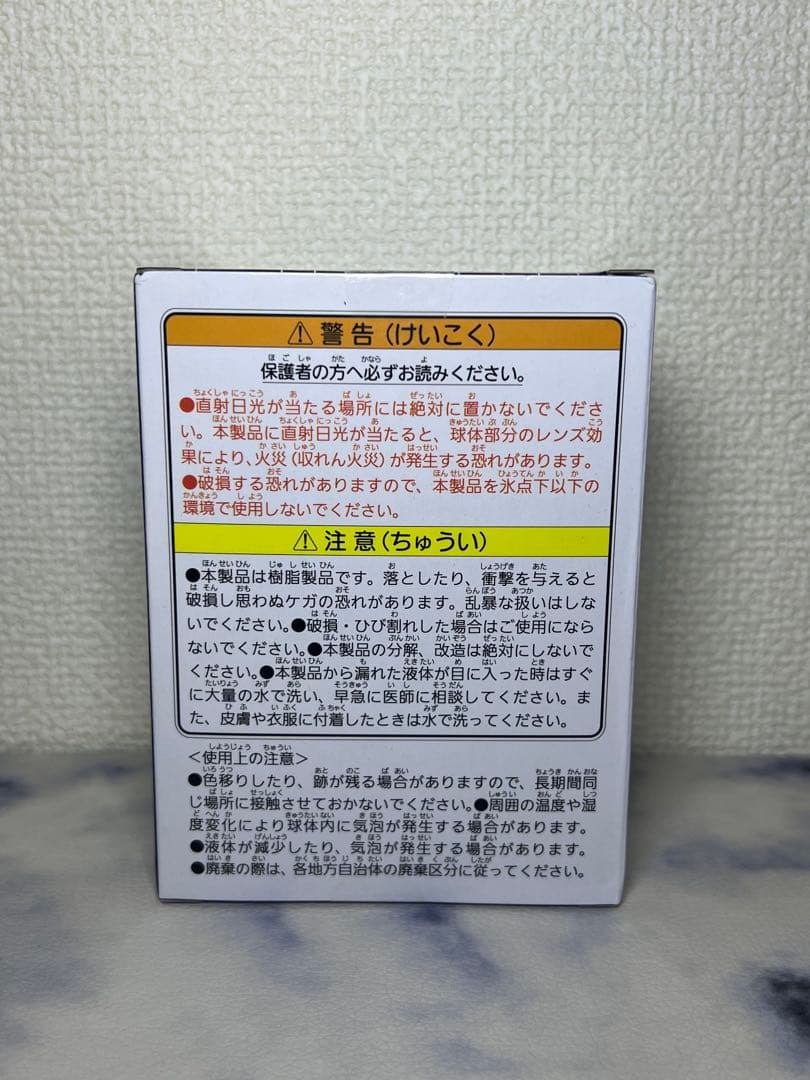 ⚠警告（けいこく）
保護者の方へ必ずお読みください。
●直射日光が当たる場所には絶対に置かないでくださ
い。本製品に直射日光が当たると、球体部分のレンズ効
果により、火災（収れん火災）が発生する恐れがあります。
●破損する恐れがありますので、本製品を氷点下以下の
環境で使用しないでください。
⚠注意（ちゅうい）
●本製品は樹脂製品です。落としたり、衝撃を与えると
破損し思わぬケガの恐れがあります。乱暴な扱いはしな
いでください。●破損・ひび割れした場合はご使用になら
ないでください。●本製品の分解、改造は絶対にしないで
ください。●本製品から漏れた液体が目に入った時はすぐ
に大量の水で洗い、早急に医師に相談してください。ま
た、皮膚や衣服に付着したときは水で洗ってください。
＜使用上の注意＞
●色移りしたり、跡が残る場合がありますので、長期間同
じ場所に接触させておかないでください。●周囲の温度や湿
度変化により球体内に気泡が発生する場合があります。
●液体が減少したり、気泡が発生する場合があります。
●廃棄の際は、各地方自治体の廃棄区分に従ってください。